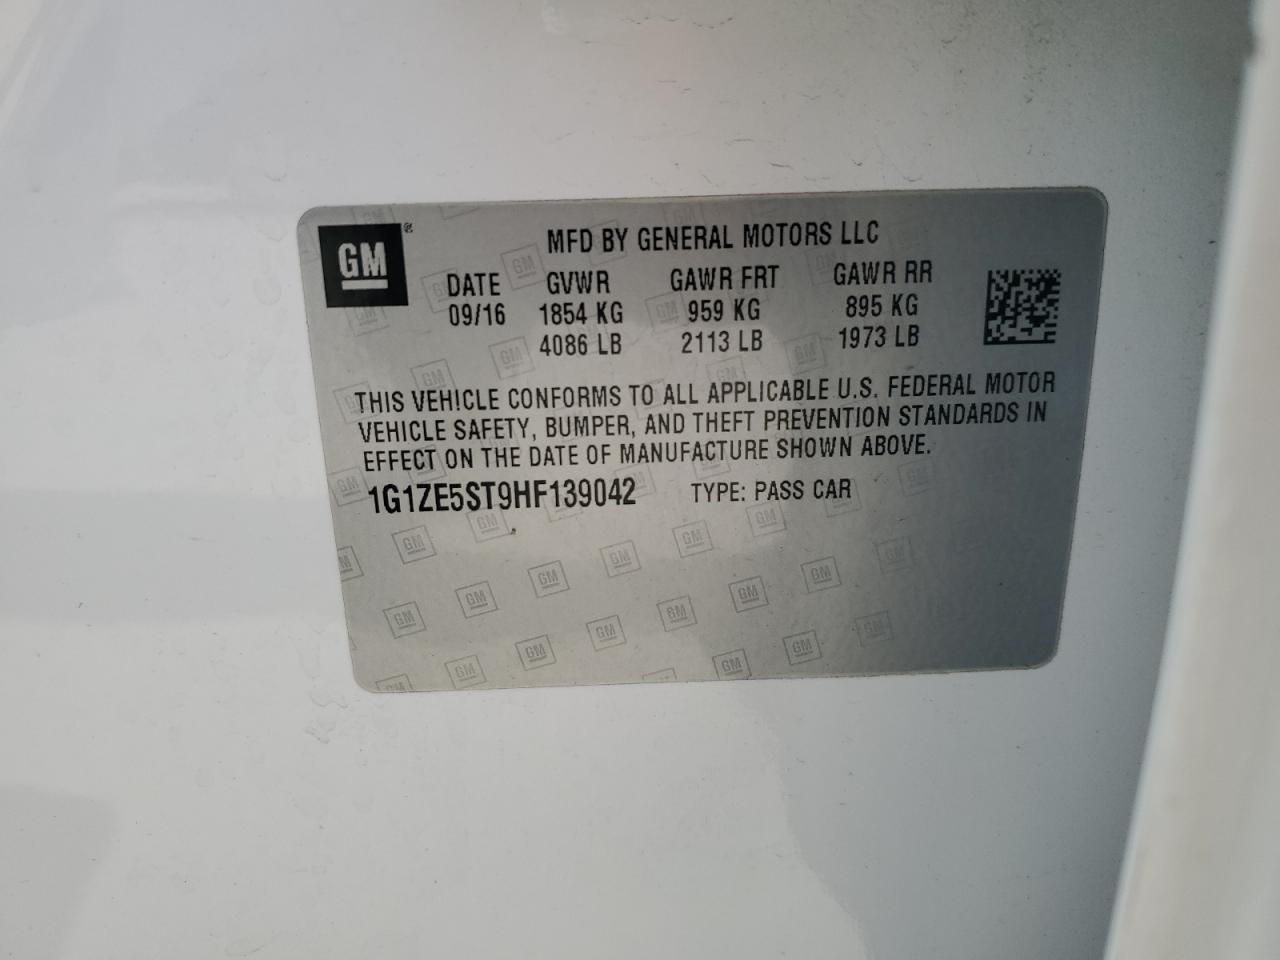 GM®
MFD BY GENERAL MOTORS LLC
DATE GVWR GAWR FRT GAWR RR
09/16 1854 KG 959 KG 895 KG
4086 LB 2113 LB 1973 LB
THIS VEHICLE CONFORMS TO ALL APPLICABLE U.S. FEDERAL MOTOR
VEHICLE SAFETY, BUMPER, AND THEFT PREVENTION STANDARDS IN
EFFECT ON THE DATE OF MANUFACTURE SHOWN ABOVE.
1G1ZE5ST9HF139042 TYPE: PASS CAR